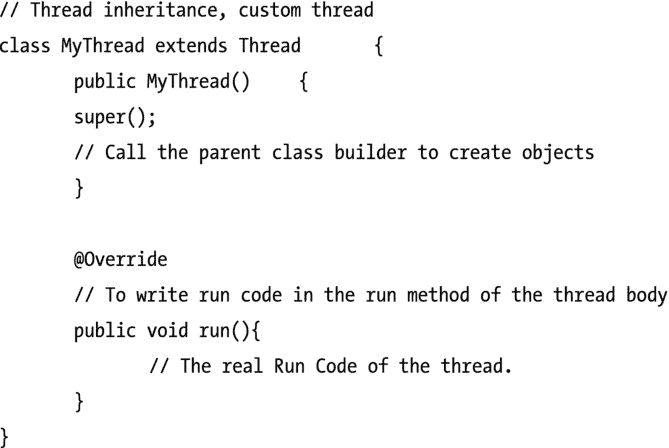 // Thread inheritance, custom thread
class MyThread extends Thread {
public MyThread() {
super();
// Call the parent class builder to create objects
}
@Override
// To write run code in the run method of the thread body
public void run(){
// The real Run Code of the thread.
}
}